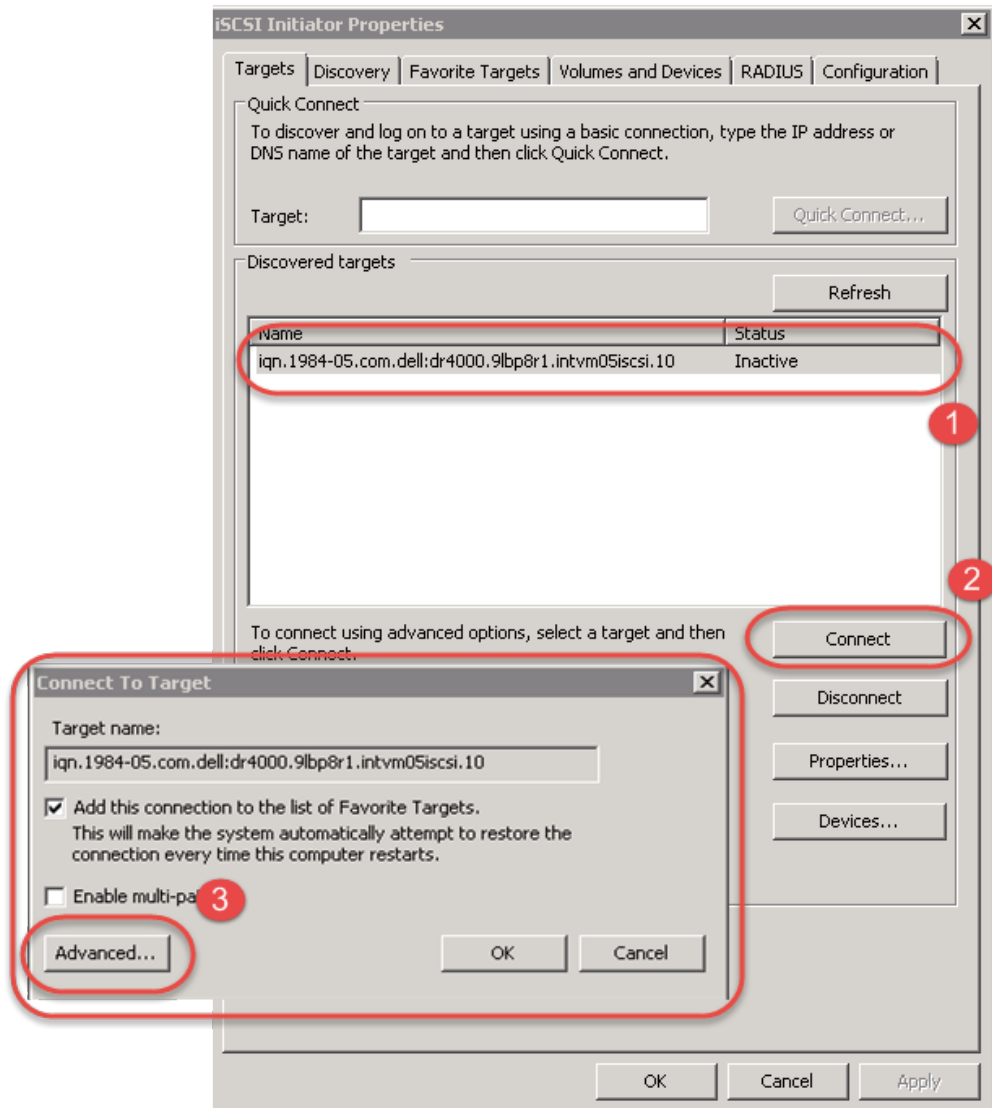 iSCSI Initiator Properties
Targets Discovery Favorite Targets Volumes and Devices RADIUS Configuration
Quick Connect
To discover and log on to a target using a basic connection, type the IP address or
DNS name of the target and then click Quick Connect.
Target: Quick Connect...
Discovered targets
Refresh
Name Status
iqn.1984-05.com.dell:dr4000.9lbp8r1.intvm05iscsi.10 Inactive
1
2
To connect using advanced options, select a target and then
click Connect.
Connect
Disconnect
Properties...
Devices...
Connect To Target
Target name:
iqn.1984-05.com.dell:dr4000.9lbp8r1.intvm05iscsi.10
Add this connection to the list of Favorite Targets.
This will make the system automatically attempt to restore the
connection every time this computer restarts.
Enable
3
Advanced... OK Cancel
OK Cancel Apply